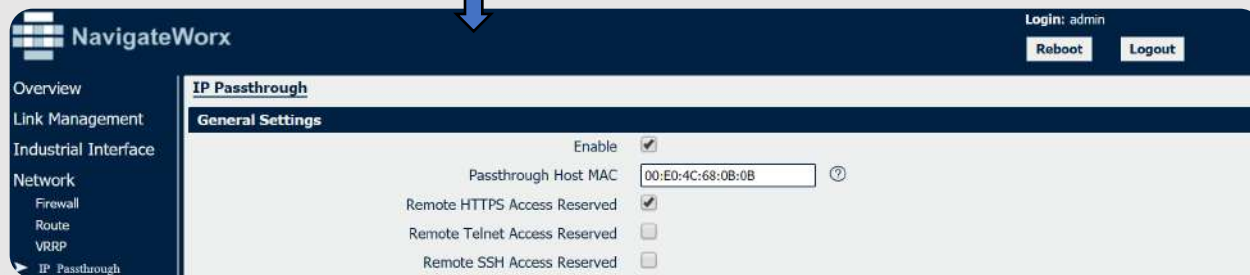 NavigateWorx
Login: admin
Reboot Logout
Overview
Link Management
Industrial Interface
Network
Firewall
Route
VRRP
IP Passthrough
IP Passthrough
General Settings
Enable
Passthrough Host MAC 00:E0:4C:68:0B:0B ?
Remote HTTPS Access Reserved
Remote Telnet Access Reserved
Remote SSH Access Reserved